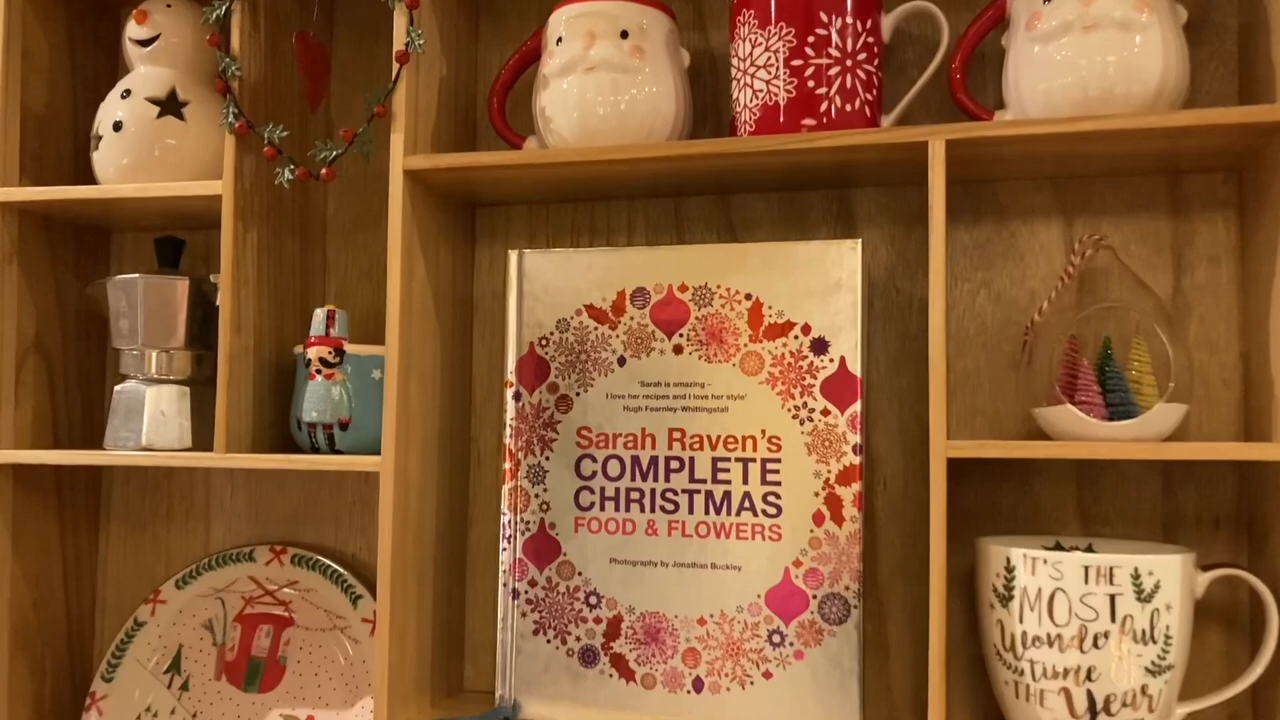 'Sarah is amazing –
I love her recipes and I love her style'
Hugh Fearnley-Whittingstall
Sarah Raven's
COMPLETE
CHRISTMAS
FOOD & FLOWERS
Photography by Jonathan Buckley
IT'S THE
MOST
Wonderful
time OF
THE Year